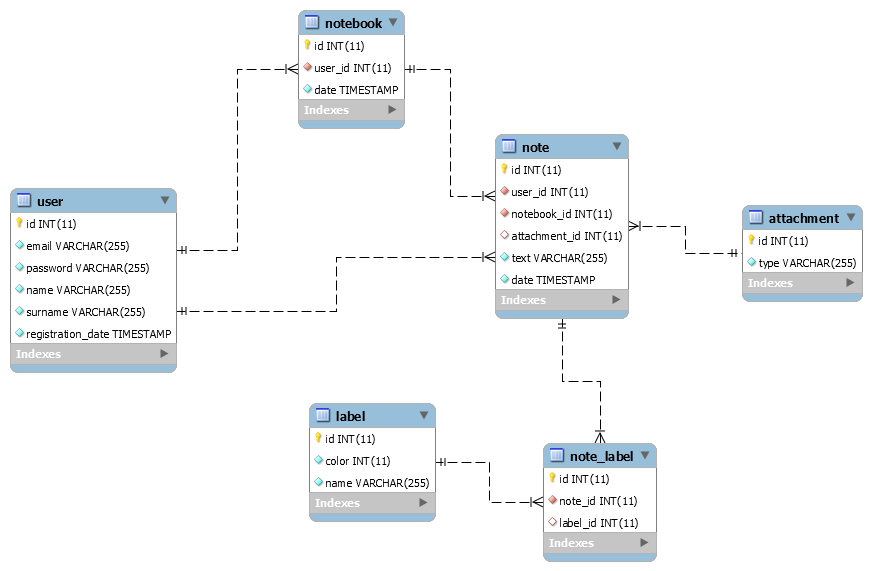 notebook
id INT(11)
user_id INT(11)
date TIMESTAMP
Indexes
note
id INT(11)
user_id INT(11)
notebook_id INT(11)
attachment_id INT(11)
text VARCHAR(255)
date TIMESTAMP
Indexes
user
id INT(11)
email VARCHAR(255)
password VARCHAR(255)
name VARCHAR(255)
surname VARCHAR(255)
registration_date TIMESTAMP
Indexes
attachment
id INT(11)
type VARCHAR(255)
Indexes
label
id INT(11)
color INT(11)
name VARCHAR(255)
Indexes
note_label
id INT(11)
note_id INT(11)
label_id INT(11)
Indexes